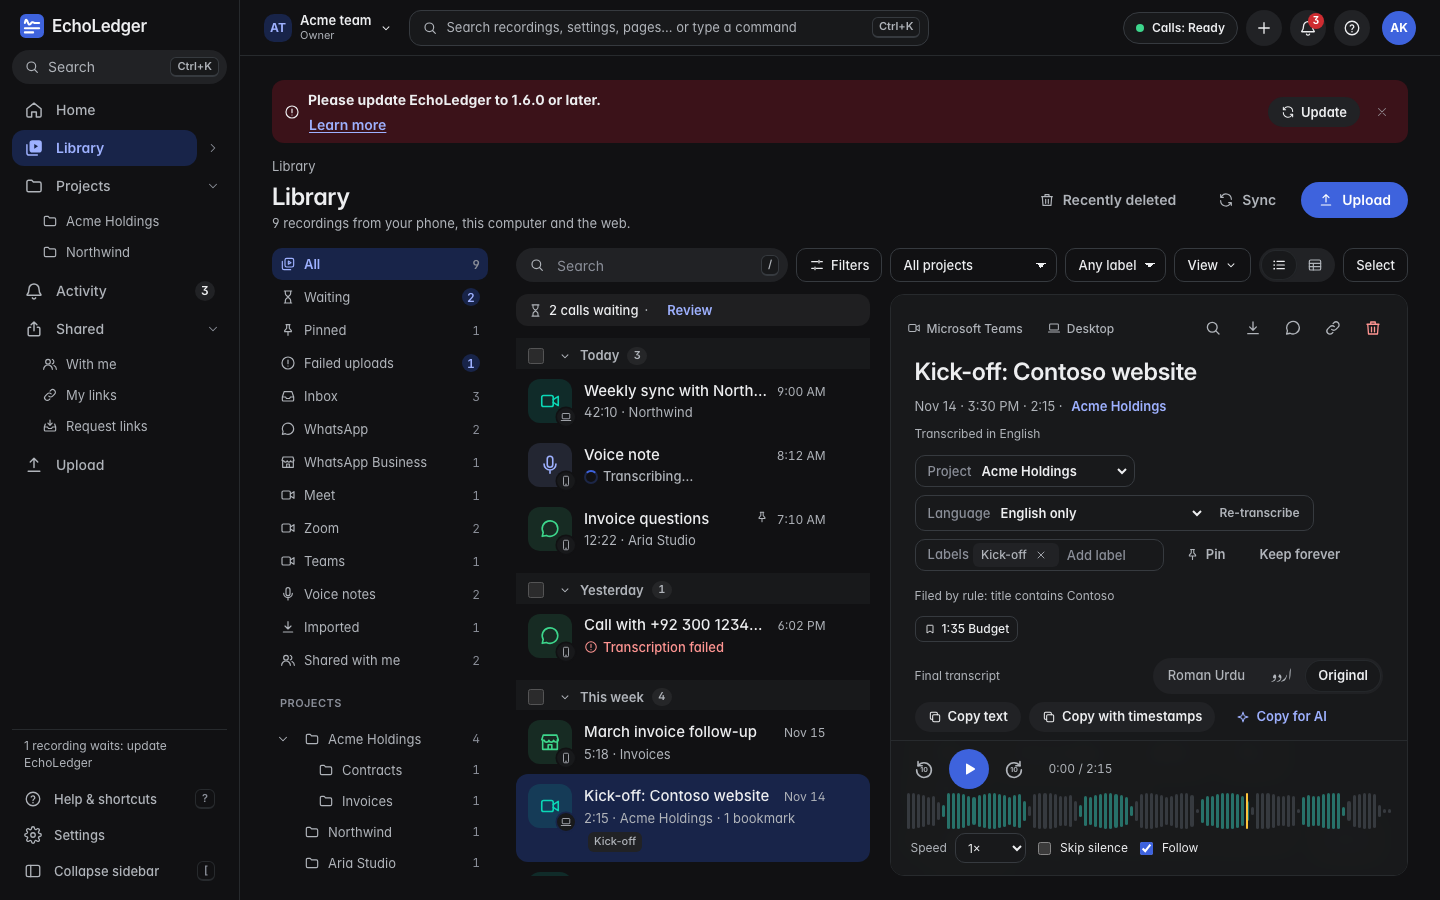 EchoLedger
Search Ctrl+K
Home
Library
Projects
Acme Holdings
Northwind
Activity 3
Shared
With me
My links
Request links
Upload
1 recording waits: update
EchoLedger
Help & shortcuts ?
Settings
Collapse sidebar [
AT Acme team
Owner
Search recordings, settings, pages... or type a command Ctrl+K
Calls: Ready
3
AK
Please update EchoLedger to 1.6.0 or later.
Learn more
Update
Library
Library
9 recordings from your phone, this computer and the web.
Recently deleted
Sync
Upload
All 9
Waiting 2
Pinned 1
Failed uploads 1
Inbox 3
WhatsApp 2
WhatsApp Business 1
Meet 1
Zoom 2
Teams 1
Voice notes 2
Imported 1
Shared with me 2
PROJECTS
Acme Holdings 4
Contracts 1
Invoices 1
Northwind 1
Aria Studio 1
Search /
Filters
All projects
Any label
View
Select
2 calls waiting · Review
Today 3
Weekly sync with North... 9:00 AM
42:10 · Northwind
Voice note 8:12 AM
Transcribing...
Invoice questions 7:10 AM
12:22 · Aria Studio
Yesterday 1
Call with +92 300 1234... 6:02 PM
Transcription failed
This week 4
March invoice follow-up Nov 15
5:18 · Invoices
Kick-off: Contoso website Nov 14
2:15 · Acme Holdings · 1 bookmark
Kick-off
Microsoft Teams Desktop
Kick-off: Contoso website
Nov 14 · 3:30 PM · 2:15 · Acme Holdings
Transcribed in English
Project Acme Holdings
Language English only Re-transcribe
Labels Kick-off × Add label Pin Keep forever
Filed by rule: title contains Contoso
1:35 Budget
Final transcript Roman Urdu اردو Original
Copy text Copy with timestamps Copy for AI
10 10 0:00 / 2:15
Speed 1× Skip silence Follow